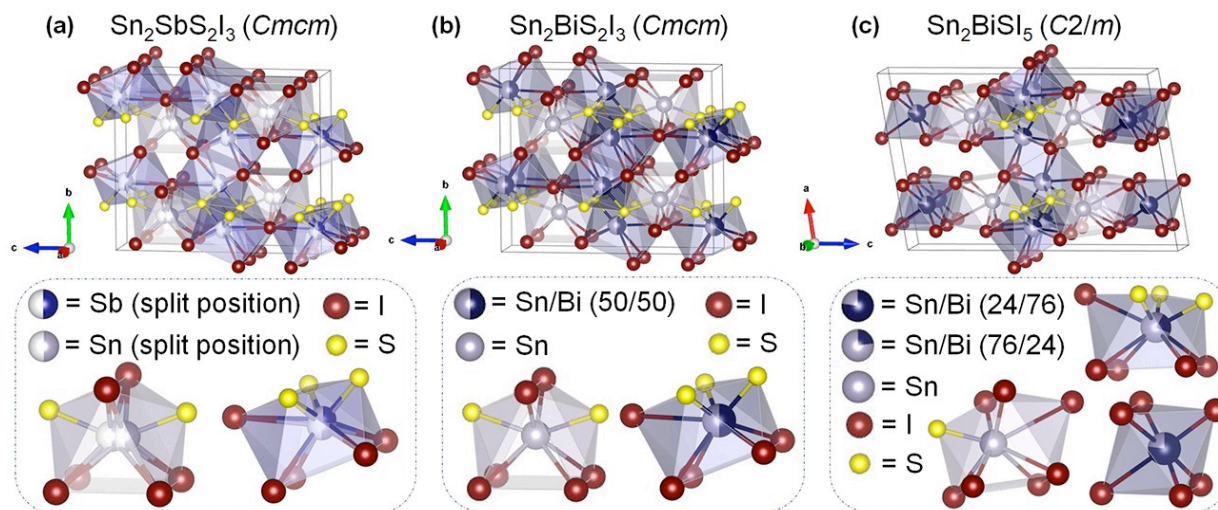 (a) Sn₂SbS₂I₃ (Cmcm)
b
c
a
= Sb (split position) = I
= Sn (split position) = S
(b) Sn₂BiS₂I₃ (Cmcm)
b
c
a
= Sn/Bi (50/50) = I
= Sn = S
(c) Sn₂BiSI₅ (C2/m)
a
b
c
= Sn/Bi (24/76)
= Sn/Bi (76/24)
= Sn
= I
= S